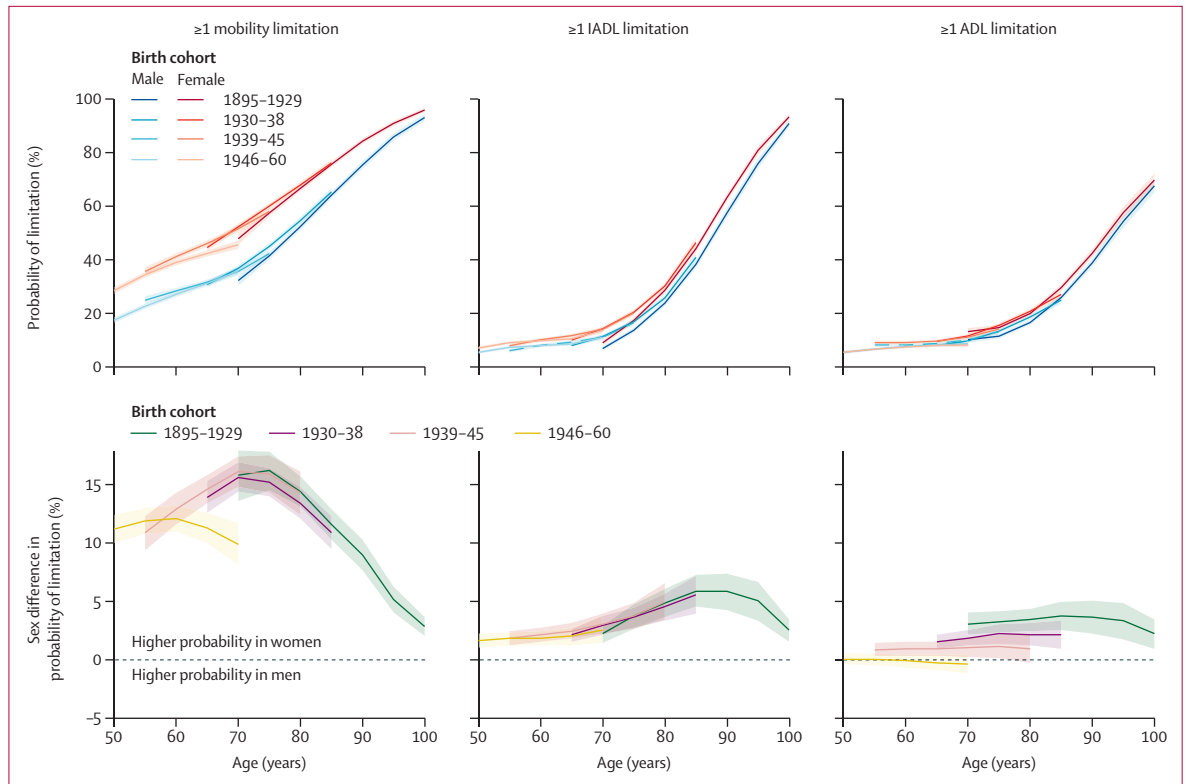 ≥1 mobility limitation
≥1 IADL limitation
≥1 ADL limitation
Birth cohort
Male Female
1895–1929
1930–38
1939–45
1946–60
Probability of limitation (%)
100
80
60
40
20
0
Birth cohort
1895–1929 1930–38 1939–45 1946–60
Sex difference in
probability of limitation (%)
15
10
5
0
−5
Higher probability in women
Higher probability in men
50 60 70 80 90 100
50 60 70 80 90 100
50 60 70 80 90 100
Age (years)
Age (years)
Age (years)